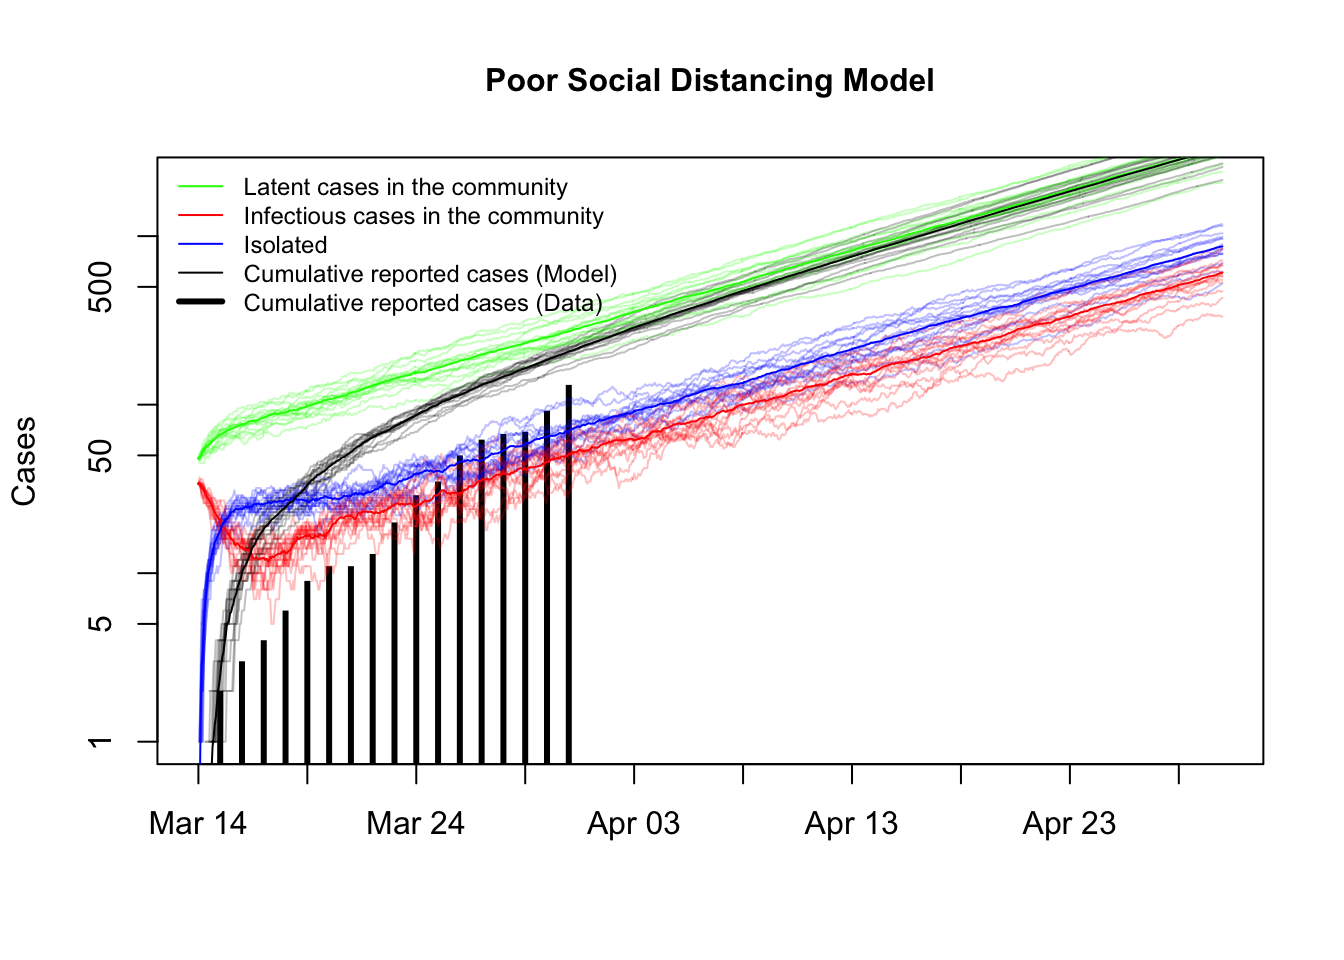 Poor Social Distancing Model
Latent cases in the community
Infectious cases in the community
Isolated
Cumulative reported cases (Model)
Cumulative reported cases (Data)
Cases
500
50
5
1
Mar 14
Mar 24
Apr 03
Apr 13
Apr 23